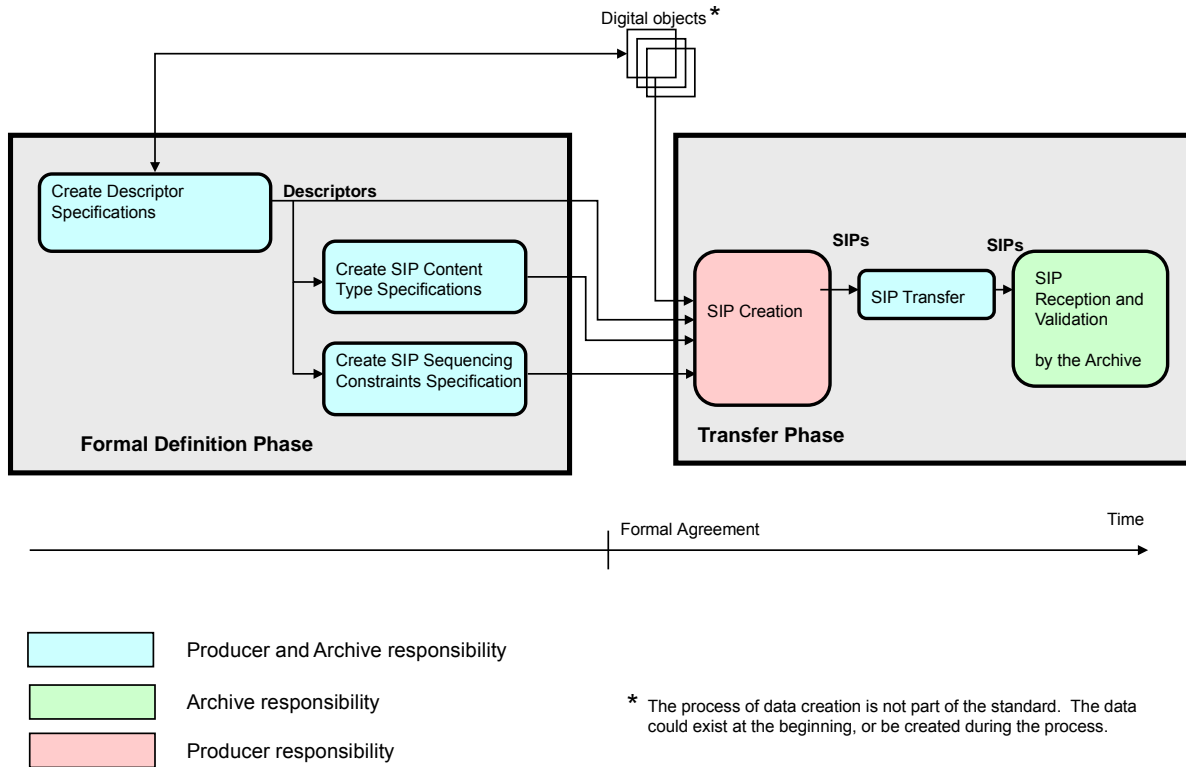 Digital objects *
Create Descriptor
Specifications
Descriptors
Create SIP Content
Type Specifications
Create SIP Sequencing
Constraints Specification
Formal Definition Phase
SIPs
SIPs
SIP Creation
SIP Transfer
SIP
Reception and
Validation
by the Archive
Transfer Phase
Formal Agreement
Time
Producer and Archive responsibility
Archive responsibility
Producer responsibility
* The process of data creation is not part of the standard. The data
could exist at the beginning, or be created during the process.